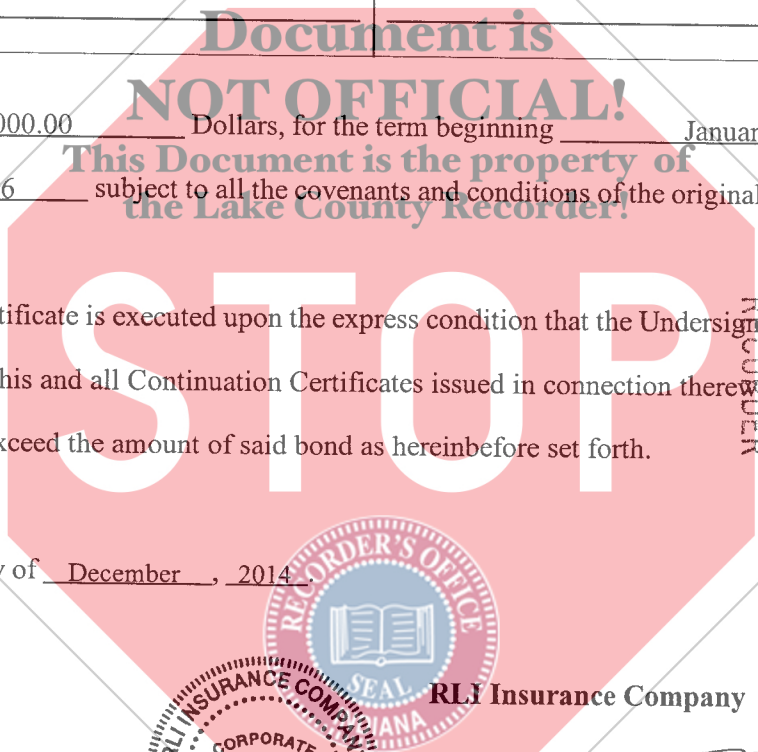 Document is
NOT OFFICIAL!
000.00 Dollars, for the term beginning Januar
This Document is the property of
6 subject to all the covenants and conditions of the original
the Lake County Recorder!
STOP
tificate is executed upon the express condition that the Undersign
his and all Continuation Certificates issued in connection therew
xceed the amount of said bond as hereinbefore set forth.
RECORDER
y of December, 2014.
RECORDER'S OFFICE
SEAL
INDIANA
RLI INSURANCE COMPANY
CORPORATE
RLI Insurance Company